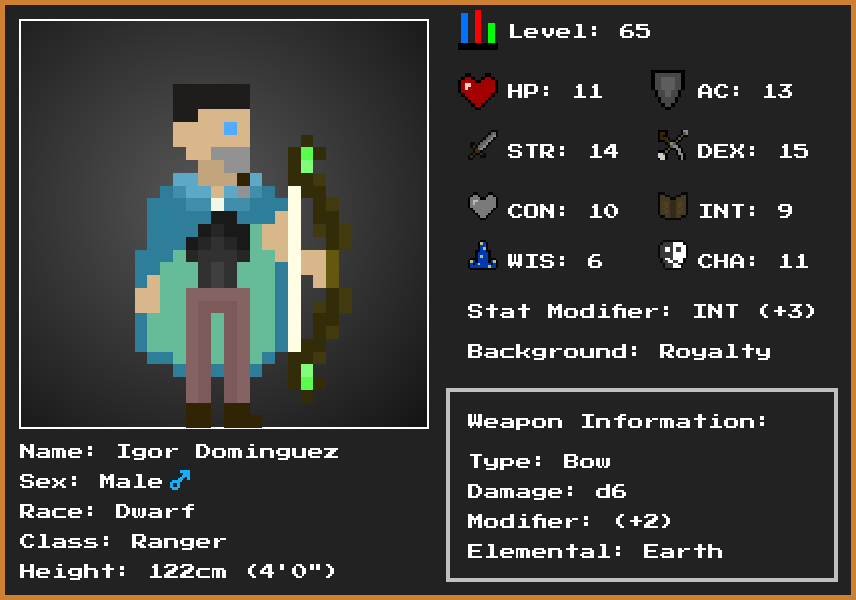 Level: 65
HP: 11 AC: 13
STR: 14 DEX: 15
CON: 10 INT: 9
WIS: 6 CHA: 11
Stat Modifier: INT (+3)
Background: Royalty
Weapon Information:
Type: Bow
Damage: d6
Modifier: (+2)
Elemental: Earth
Name: Igor Dominguez
Sex: Male ♂
Race: Dwarf
Class: Ranger
Height: 122cm (4'0")